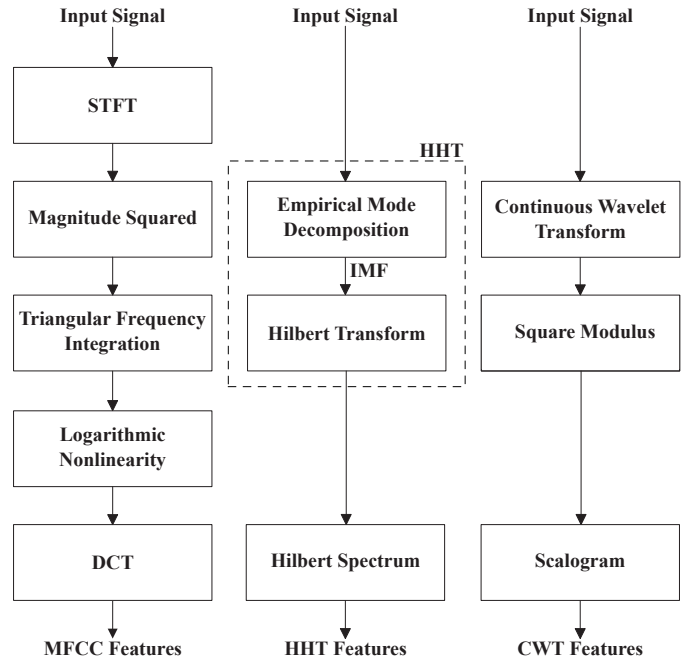 Input Signal
STFT
Magnitude Squared
Triangular Frequency
Integration
Logarithmic
Nonlinearity
DCT
MFCC Features
Input Signal
HHT
Empirical Mode
Decomposition
IMF
Hilbert Transform
Hilbert Spectrum
HHT Features
Input Signal
Continuous Wavelet
Transform
Square Modulus
Scalogram
CWT Features